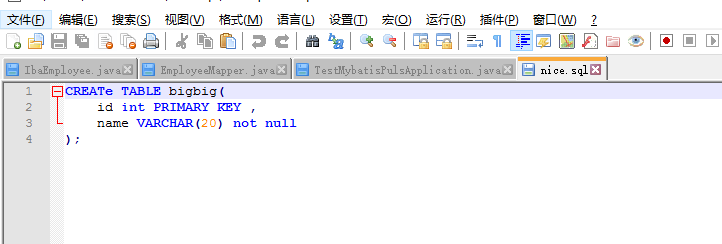 文件(F) 编辑(E) 搜索(S) 视图(V) 格式(M) 语言(L) 设置(T) 宏(O) 运行(R) 插件(P) 窗口(W) ?
IbaEmployee.java EmployeeMapper.java TestMybatisPulsApplication.java nice.sql
1 CREATe TABLE bigbig(
2 id int PRIMARY KEY ,
3 name VARCHAR(20) not null
4 );